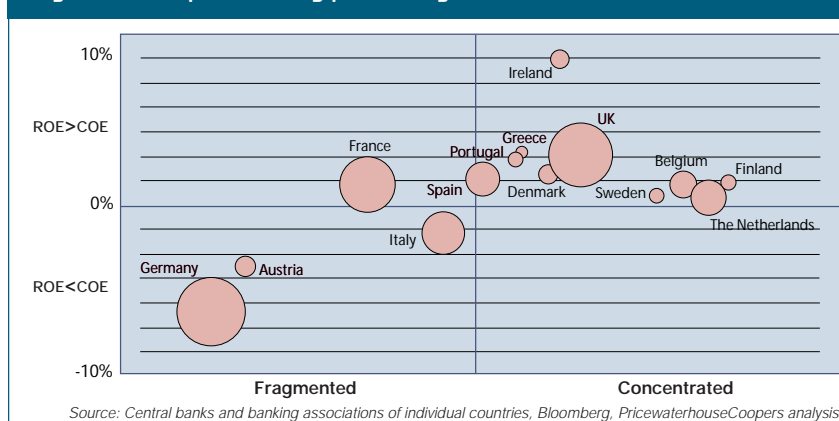 10%
Ireland
ROE>COE
UK
Greece
France
Portugal
Belgium
Finland
Spain
Denmark
Sweden
0%
The Netherlands
Italy
Germany
Austria
ROE<COE
-10%
Fragmented
Concentrated
Source: Central banks and banking associations of individual countries, Bloomberg, PricewaterhouseCoopers analysis